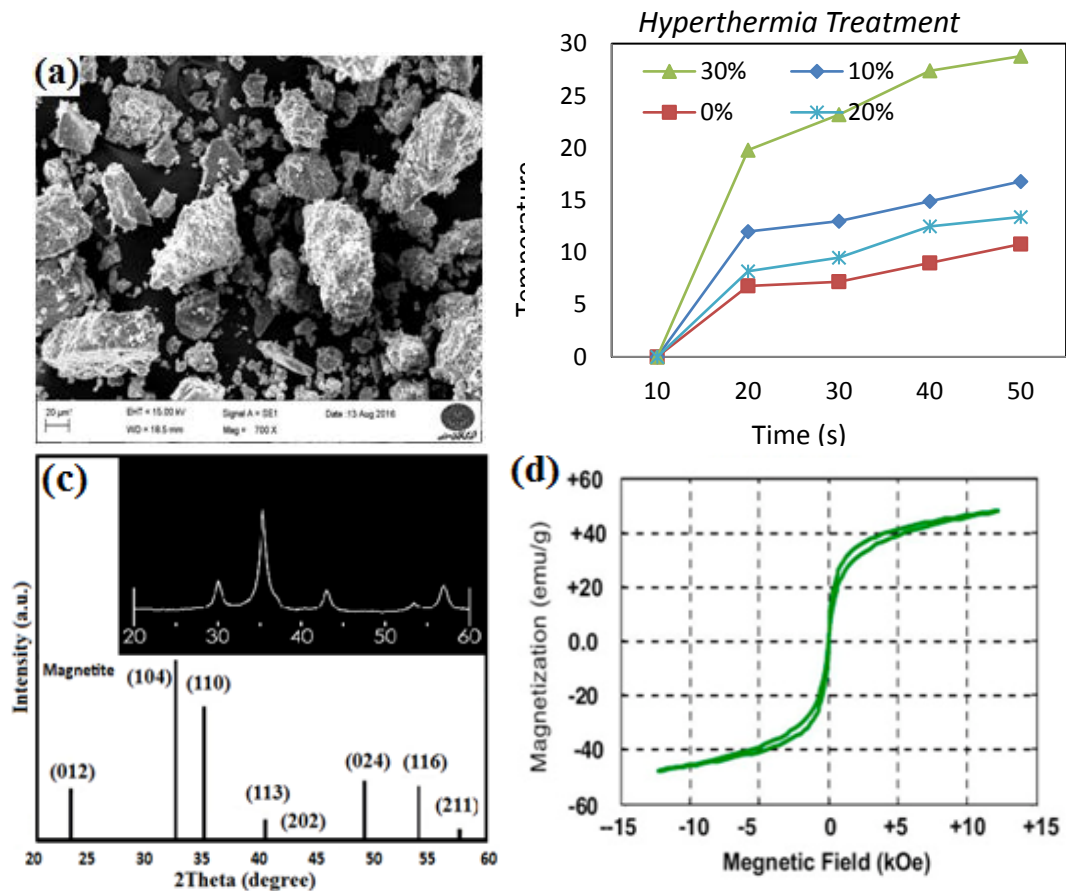 (a)
20 µm
EHT = 15.00 kV
Signal A = SE1
Date :13 Aug 2016
WD = 16.5 mm
Mag = 700 X
Hyperthermia Treatment
30
25
20
15
10
5
0
Temperature
30%
10%
0%
20%
10 20 30 40 50
Time (s)
(c)
20 30 40 50 60
Intensity (a.u.)
Magnetite
(104)
(110)
(012)
(113)
(202)
(024)
(116)
(211)
20 25 30 35 40 45 50 55 60
2Theta (degree)
(d)
+60
+40
+20
0.0
-20
-40
-60
Magnetization (emu/g)
--15 -10 -5 0 +5 +10 +15
Megnetic Field (kOe)